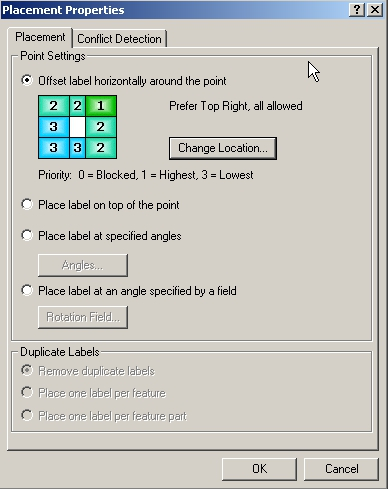 Placement Properties ? X
Placement Conflict Detection
Point Settings
Offset label horizontally around the point
2 2 1
Prefer Top Right, all allowed
3 2
3 3 2
Change Location...
Priority: 0 = Blocked, 1 = Highest, 3 = Lowest
Place label on top of the point
Place label at specified angles
Angles...
Place label at an angle specified by a field
Rotation Field...
Duplicate Labels
Remove duplicate labels
Place one label per feature
Place one label per feature part
OK Cancel